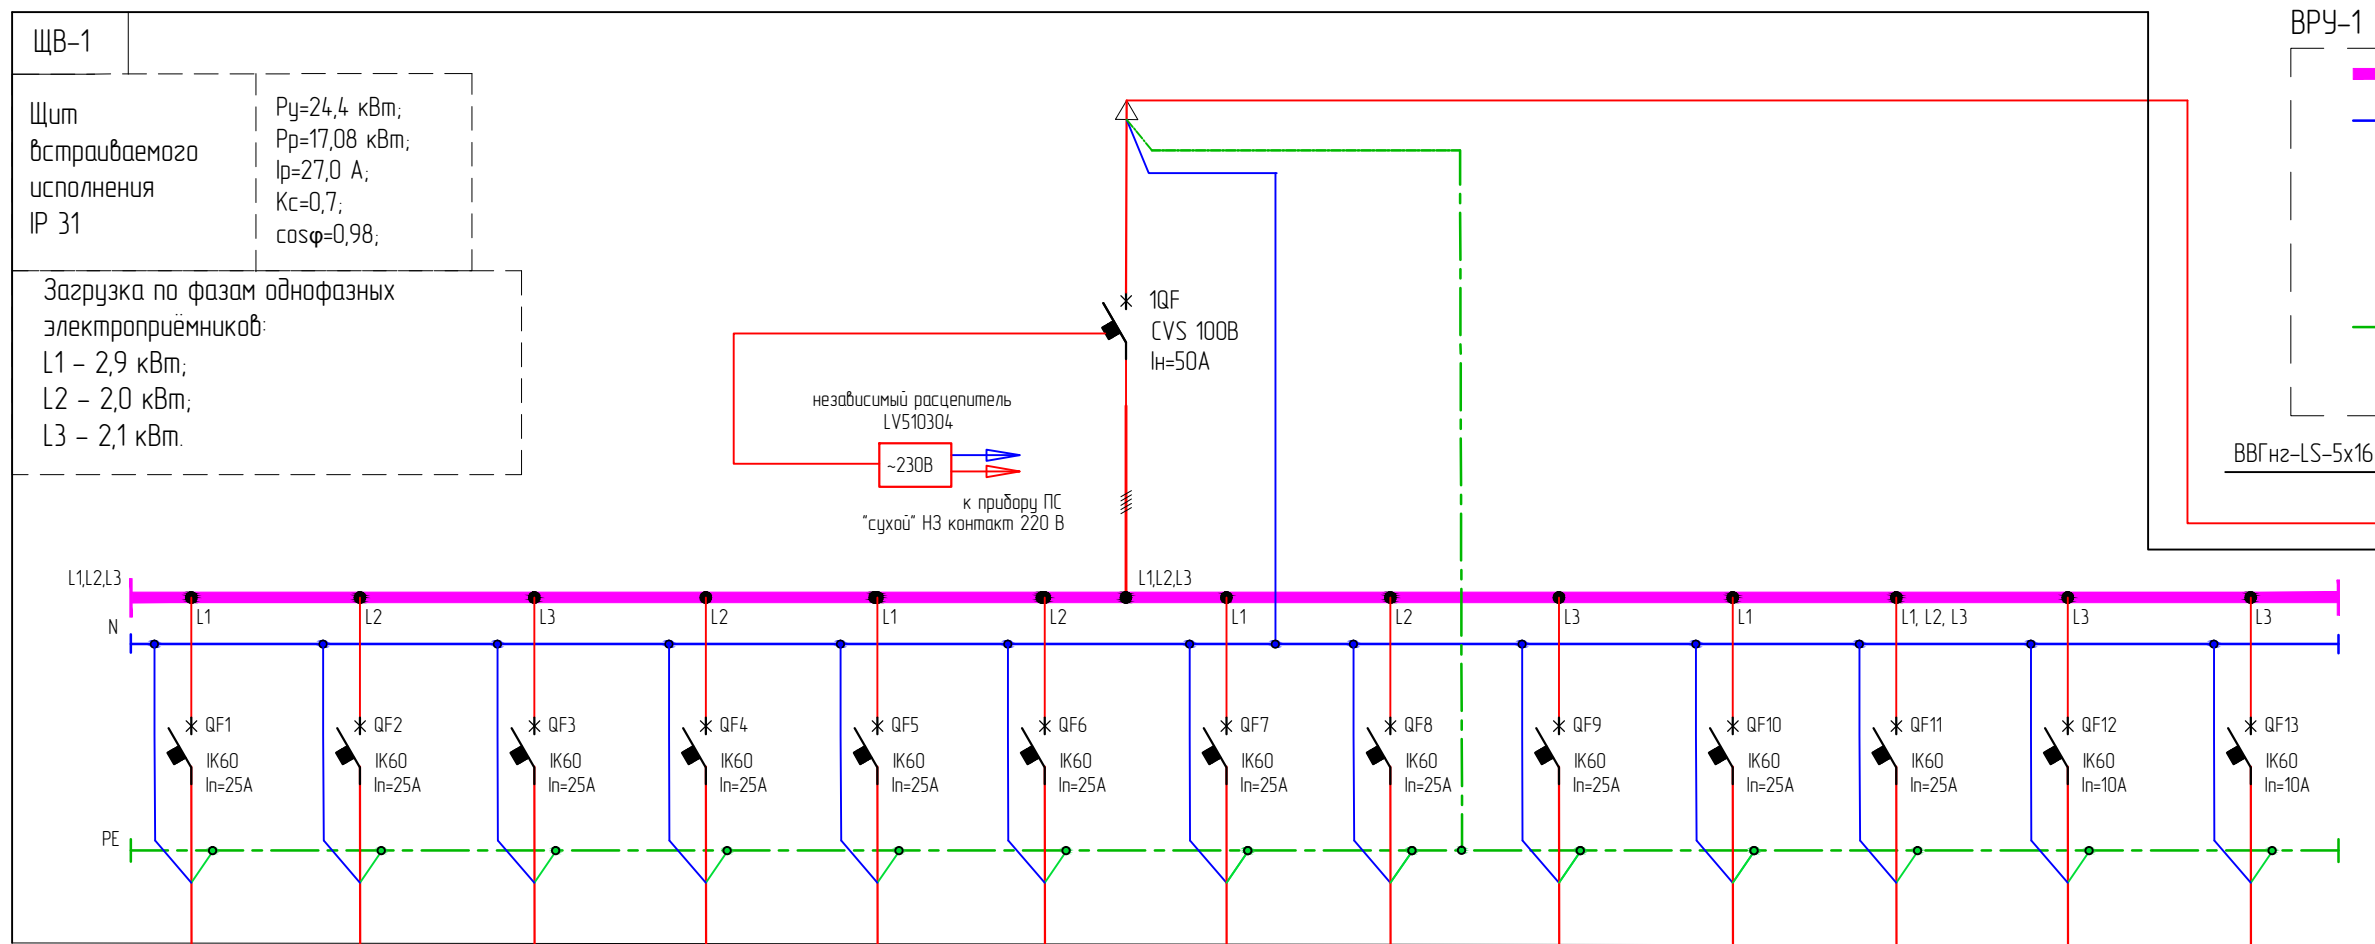 ЩВ-1
Щит
встраиваемого
исполнения
IP 31
Ру=24,4 кВт;
Рр=17,08 кВт;
Iр=27,0 А;
Кс=0,7;
cosφ=0,98;
Загрузка по фазам однофазных
электроприёмников:
L1 - 2,9 кВт;
L2 - 2,0 кВт;
L3 - 2,1 кВт.
ВРУ-1
1QF
CVS 100В
Iн=50А
независимый расцепитель
LV510304
~230В
к прибору ПС
"сухой" НЗ контакт 220 В
ВВГнг-LS-5х16
L1,L2,L3
L1,L2,L3
N
L1
L2
L3
L2
L1
L2
L1
L2
L3
L1
L1, L2, L3
L3
L3
QF1
IK60
In=25A
QF2
IK60
In=25A
QF3
IK60
In=25A
QF4
IK60
In=25A
QF5
IK60
In=25A
QF6
IK60
In=25A
QF7
IK60
In=25A
QF8
IK60
In=25A
QF9
IK60
In=25A
QF10
IK60
In=25A
QF11
IK60
In=25A
QF12
IK60
In=10A
QF13
IK60
In=10A
PE